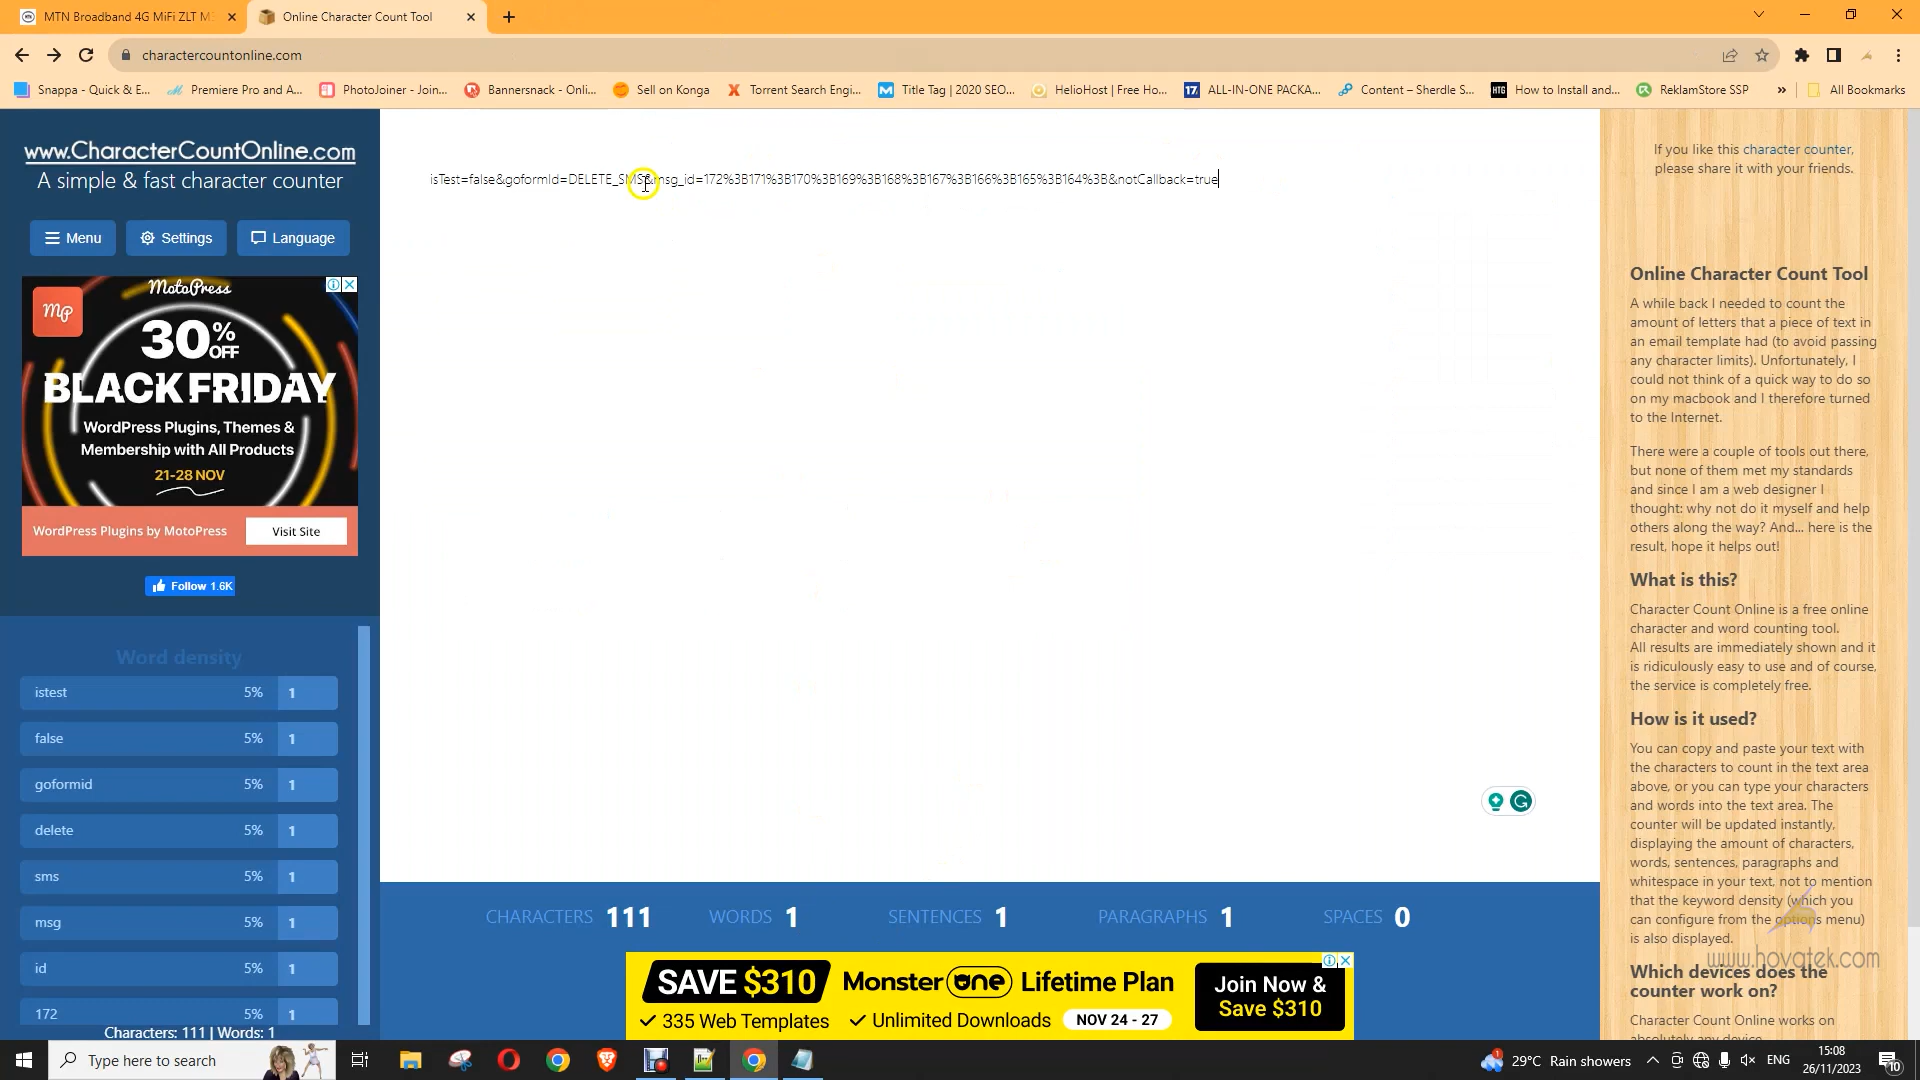 MTN Broadband 4G MiFi ZLT M
Online Character Count Tool
charactercountonline.com
Snappa - Quick & E...
Premiere Pro and A...
PhotoJoiner - Join...
Bannersnack - Onli...
Sell on Konga
Torrent Search Engi...
Title Tag | 2020 SEO...
HelioHost | Free Ho...
ALL-IN-ONE PACKA...
Content – Sherdle S...
How to Install and...
ReklamStore SSP
»
All Bookmarks
www.CharacterCountOnline.com
A simple & fast character counter
Menu
Settings
Language
MotoPress
mp
30% OFF
BLACK FRIDAY
WordPress Plugins, Themes &
Membership with All Products
21-28 NOV
WordPress Plugins by MotoPress
Visit Site
Follow 1.6K
Word density
istest 5% 1
false 5% 1
goformid 5% 1
delete 5% 1
sms 5% 1
msg 5% 1
id 5% 1
172 5% 1
Characters: 111 | Words: 1
isTest=false&goformId=DELETE_SMS&msg_id=172%3B171%3B170%3B169%3B168%3B167%3B166%3B165%3B164%3B&notCallback=true
CHARACTERS 111 WORDS 1 SENTENCES 1 PARAGRAPHS 1 SPACES 0
SAVE $310
MonsterONE Lifetime Plan
335 Web Templates
Unlimited Downloads
NOV 24 - 27
Join Now &
Save $310
If you like this character counter,
please share it with your friends.
Online Character Count Tool
A while back I needed to count the
amount of letters that a piece of text in
an email template had (to avoid passing
any character limits). Unfortunately, I
could not think of a quick way to do so
on my macbook and I therefore turned
to the Internet.
There were a couple of tools out there,
but none of them met my standards
and since I am a web designer I
thought: why not do it myself and help
others along the way? And... here is the
result, hope it helps out!
What is this?
Character Count Online is a free online
character and word counting tool.
All results are immediately shown and it
is ridiculously easy to use and of course,
the service is completely free.
How is it used?
You can copy and paste your text with
the characters to count in the text area
above, or you can type your characters
and words into the text area. The
counter will be updated instantly,
displaying the amount of characters,
words, sentences, paragraphs and
whitespace in your text, not to mention
that the keyword density (which you
can configure from the options menu)
is also displayed.
www.hovatek.com
Which devices does the
counter work on?
Character Count Online works on
absolutely any device.
Type here to search
29°C Rain showers
ENG
15:08
26/11/2023
10